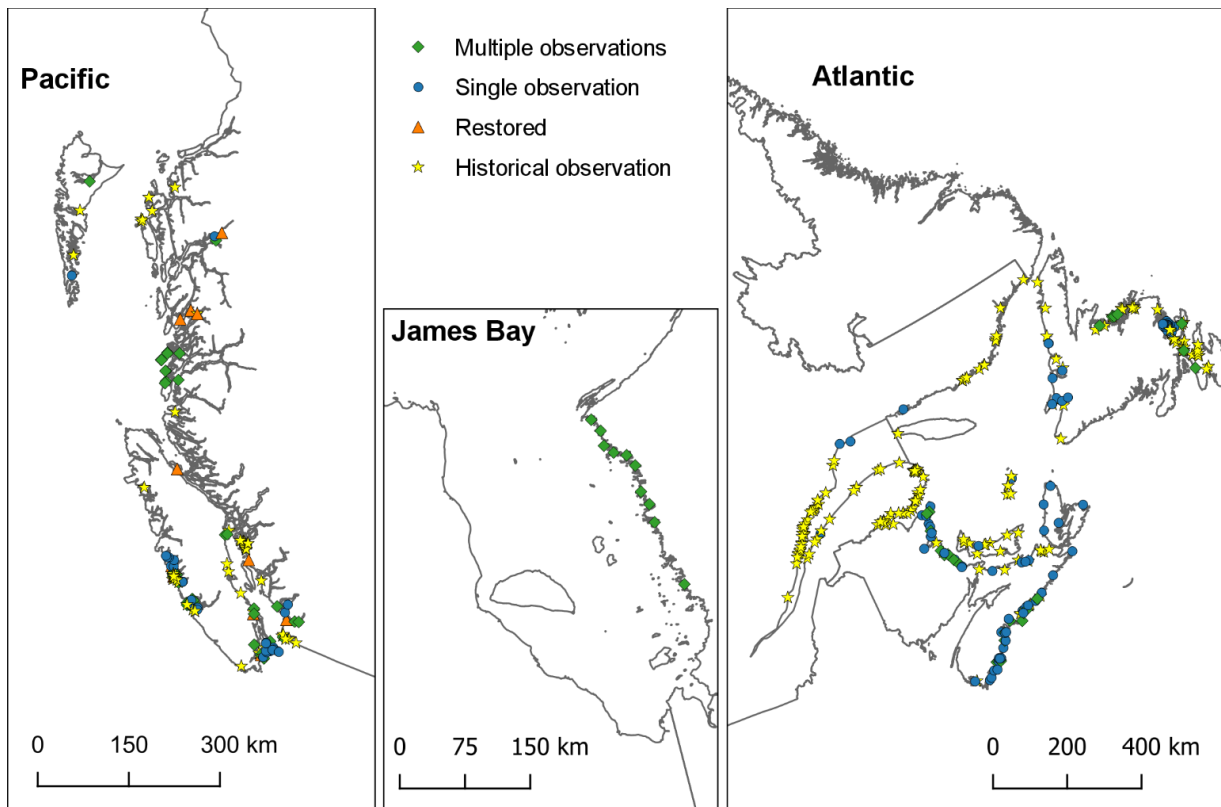 Pacific
Multiple observations
Single observation
Restored
Historical observation
Atlantic
James Bay
0 150 300 km
0 75 150 km
0 200 400 km